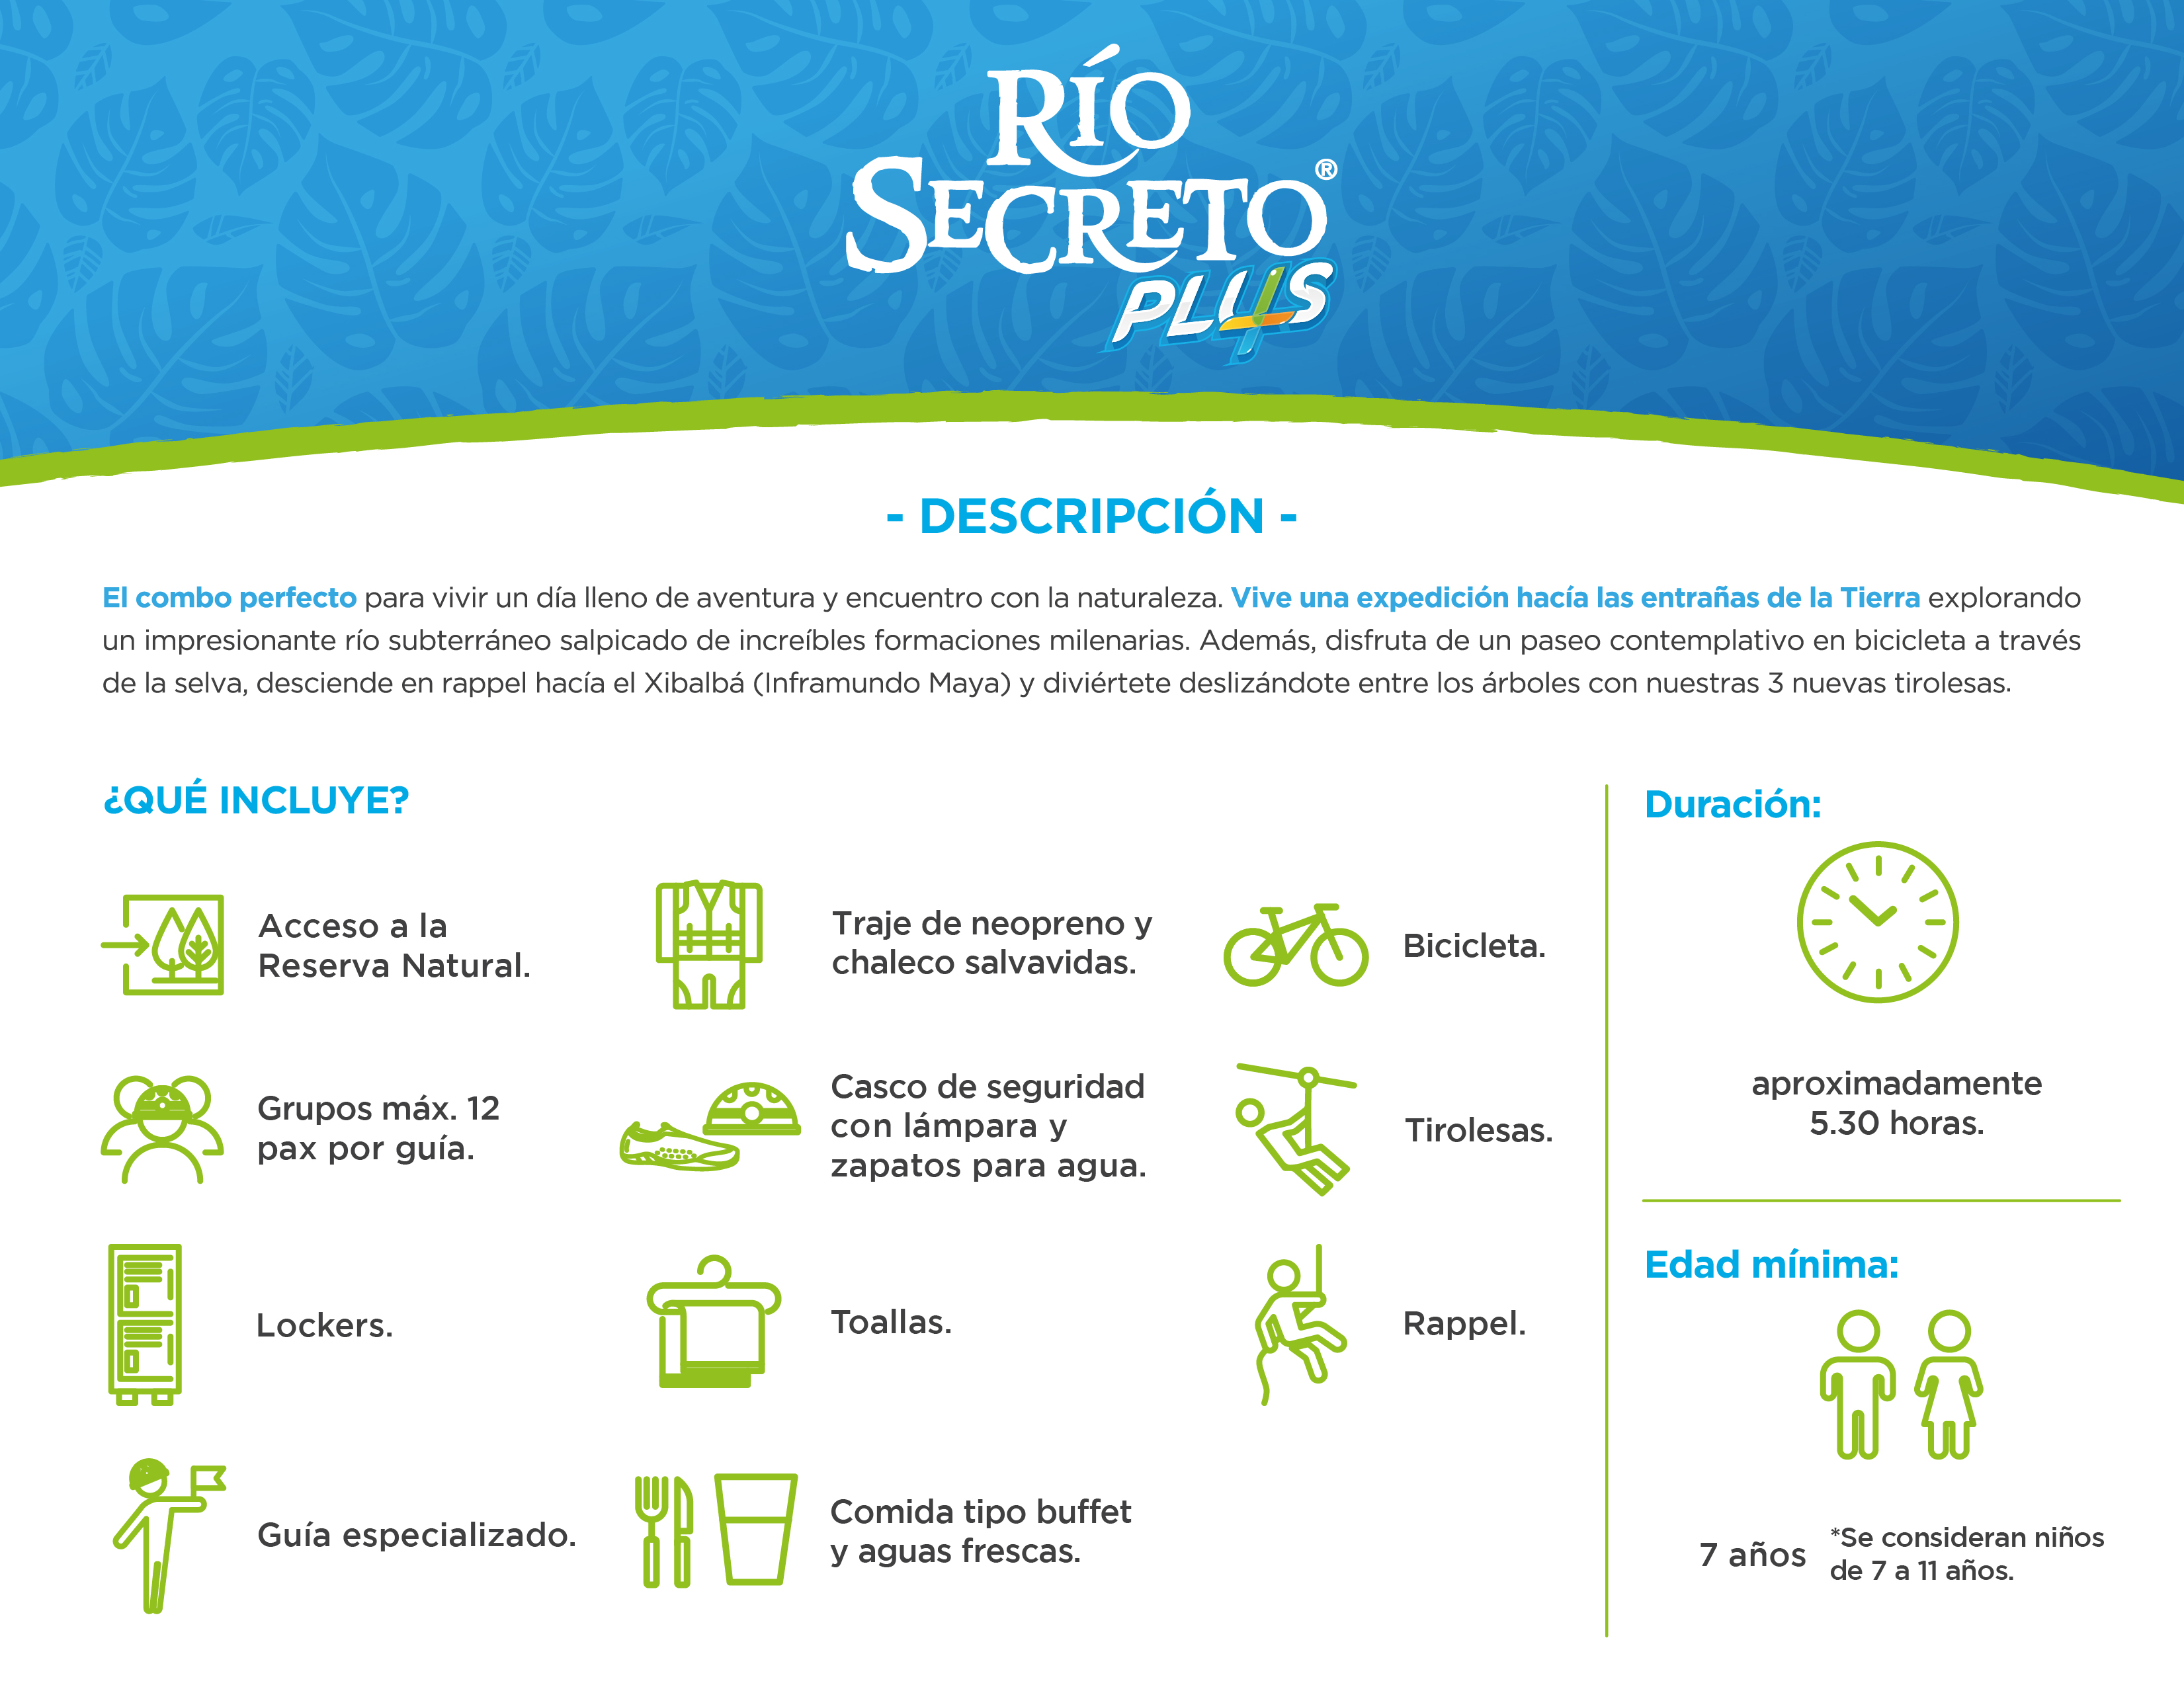 RÍO
SECRETO®
PLUS
- DESCRIPCIÓN -
El combo perfecto para vivir un día lleno de aventura y encuentro con la naturaleza. Vive una expedición hacía las entrañas de la Tierra explorando
un impresionante río subterráneo salpicado de increíbles formaciones milenarias. Además, disfruta de un paseo contemplativo en bicicleta a través
de la selva, desciende en rappel hacía el Xibalbá (Inframundo Maya) y diviértete deslizándote entre los árboles con nuestras 3 nuevas tirolesas.
¿QUÉ INCLUYE?
Acceso a la
Reserva Natural.
Grupos máx. 12
pax por guía.
Lockers.
Guía especializado.
Traje de neopreno y
chaleco salvavidas.
Casco de seguridad
con lámpara y
zapatos para agua.
Toallas.
Comida tipo buffet
y aguas frescas.
Bicicleta.
Tirolesas.
Rappel.
Duración:
aproximadamente
5.30 horas.
Edad mínima:
7 años
*Se consideran niños
de 7 a 11 años.